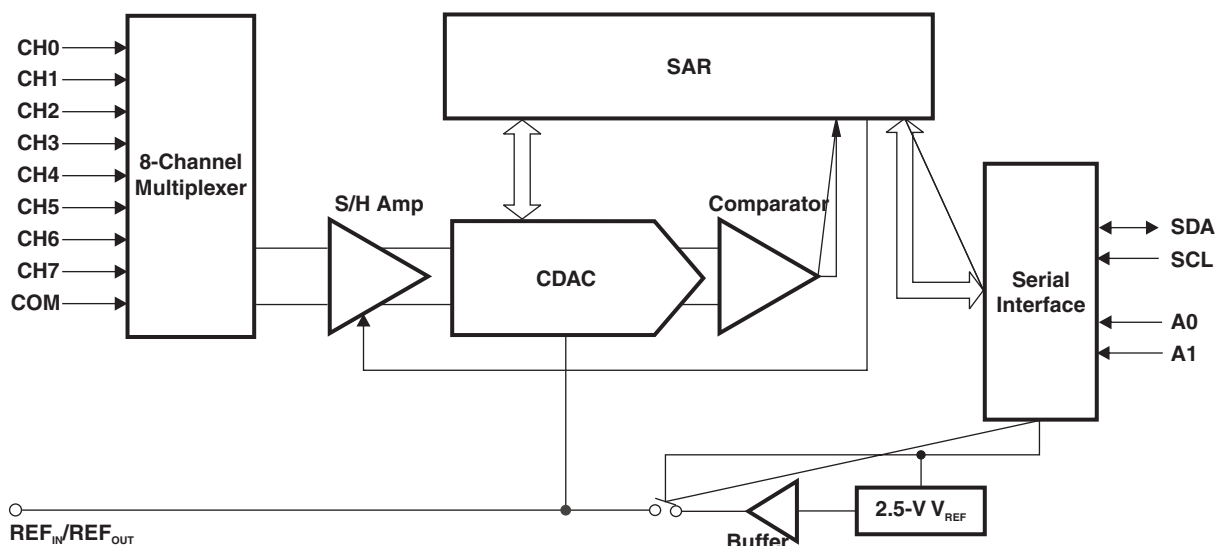 SAR
CH0
CH1
CH2
CH3
CH4
CH5
CH6
CH7
COM
8-Channel
Multiplexer
S/H Amp
CDAC
Comparator
Serial
Interface
SDA
SCL
A0
A1
REFIN/REFOUT
Buffer
2.5-V VREF